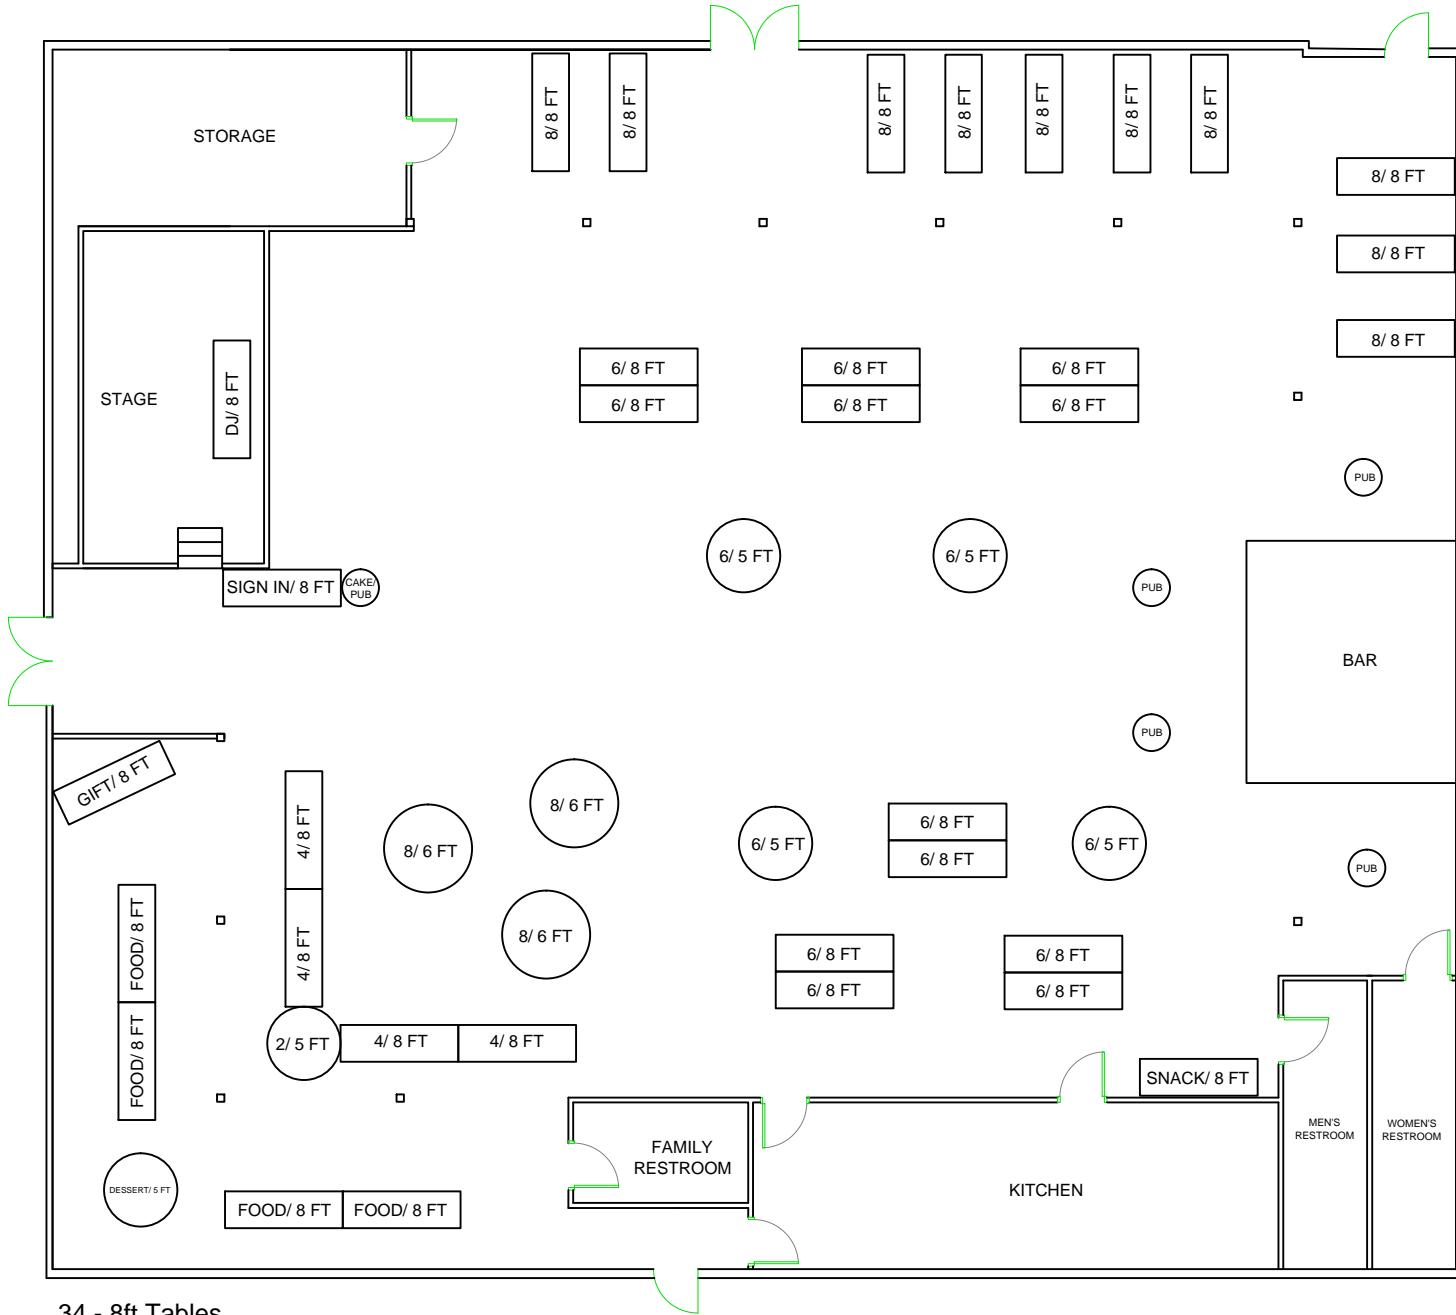 8/ 8 FT
8/ 8 FT
8/ 8 FT
8/ 8 FT
8/ 8 FT
8/ 8 FT
8/ 8 FT
STORAGE
8/ 8 FT
8/ 8 FT
8/ 8 FT
6/ 8 FT
6/ 8 FT
6/ 8 FT
6/ 8 FT
6/ 8 FT
6/ 8 FT
STAGE
DJ/ 8 FT
PUB
6/ 5 FT
6/ 5 FT
SIGN IN/ 8 FT
CAKE/
PUB
PUB
BAR
PUB
GIFT/ 8 FT
4/ 8 FT
8/ 6 FT
8/ 6 FT
6/ 5 FT
6/ 8 FT
6/ 8 FT
6/ 5 FT
PUB
FOOD/ 8 FT
4/ 8 FT
8/ 6 FT
6/ 8 FT
6/ 8 FT
6/ 8 FT
6/ 8 FT
FOOD/ 8 FT
2/ 5 FT
4/ 8 FT
4/ 8 FT
SNACK/ 8 FT
MEN'S
RESTROOM
WOMEN'S
RESTROOM
FAMILY
RESTROOM
KITCHEN
DESSERT/ 5 FT
FOOD/ 8 FT
FOOD/ 8 FT
34 - 8ft Tables